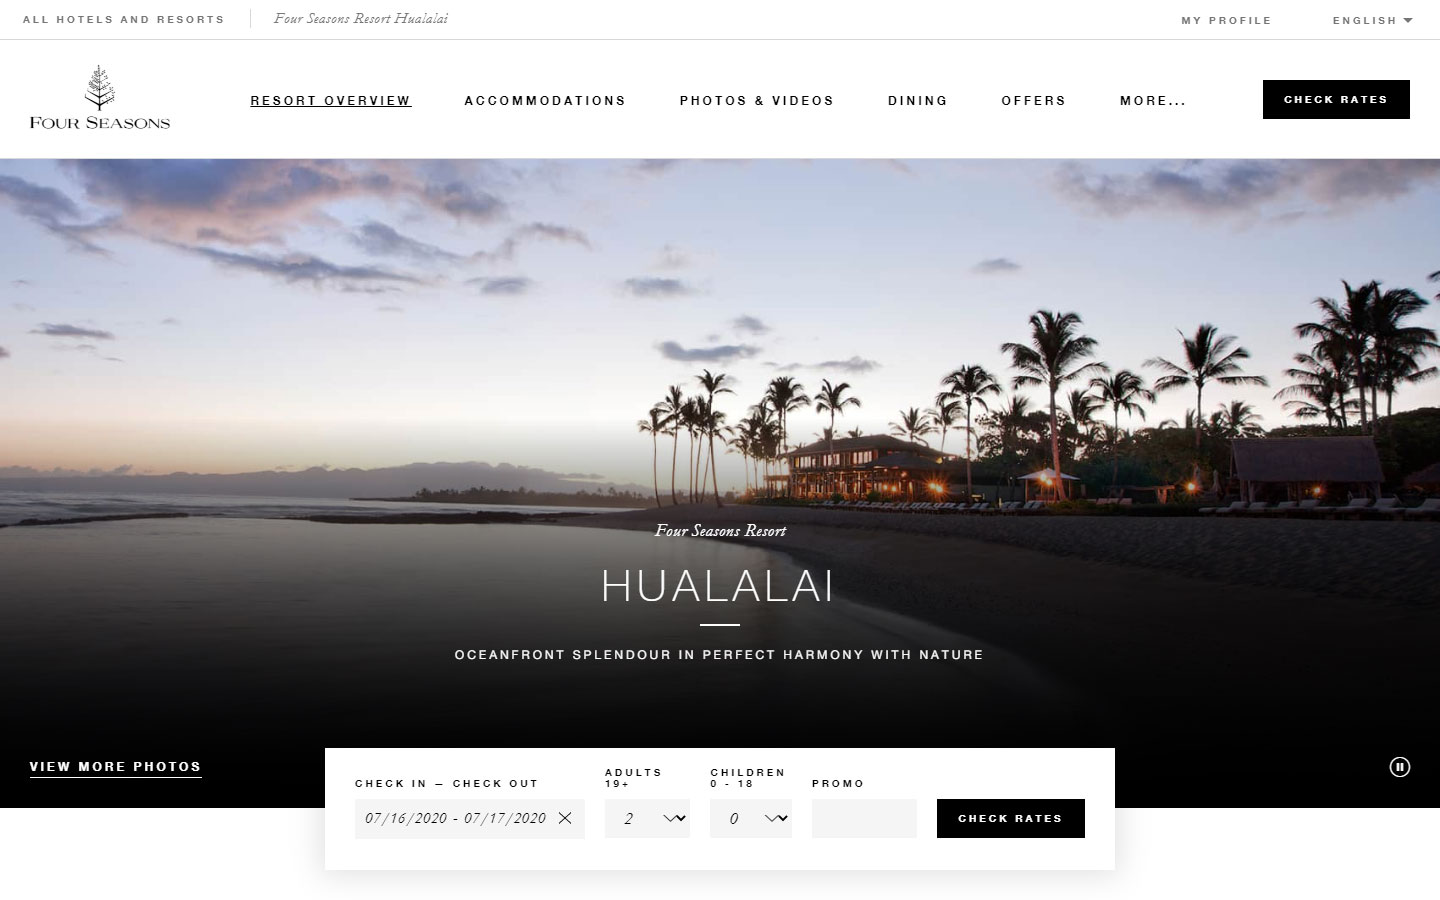 ALL HOTELS AND RESORTS
Four Seasons Resort Hualalai
MY PROFILE
ENGLISH
FOUR SEASONS
RESORT OVERVIEW
ACCOMMODATIONS
PHOTOS & VIDEOS
DINING
OFFERS
MORE...
CHECK RATES
Four Seasons Resort
HUALALAI
OCEANFRONT SPLENDOUR IN PERFECT HARMONY WITH NATURE
VIEW MORE PHOTOS
CHECK IN — CHECK OUT
ADULTS
19+
CHILDREN
0 - 18
PROMO
07/16/2020 - 07/17/2020
2
0
CHECK RATES